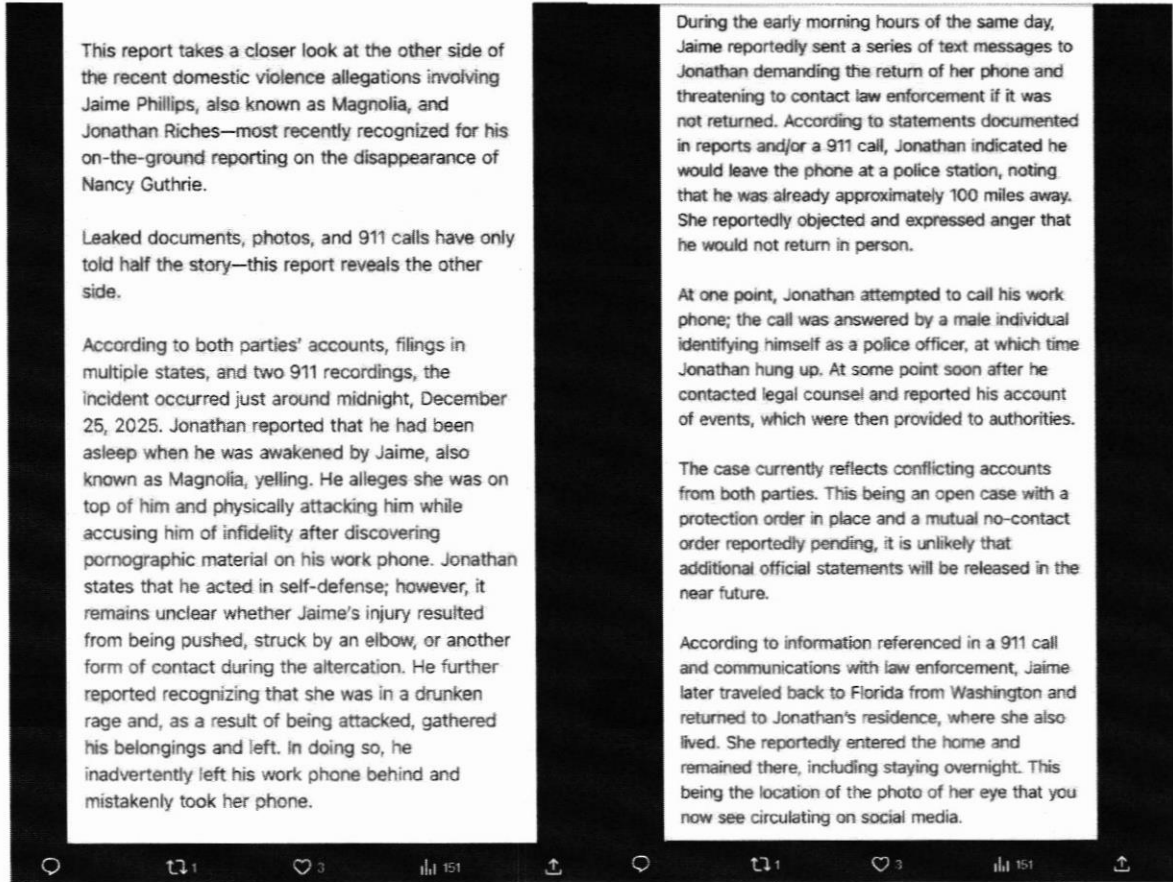 This report takes a closer look at the other side of
the recent domestic violence allegations involving
Jaime Phillips, also known as Magnolia, and
Jonathan Riches—most recently recognized for his
on-the-ground reporting on the disappearance of
Nancy Guthrie.
Leaked documents, photos, and 911 calls have only
told half the story—this report reveals the other
side.
According to both parties' accounts, filings in
multiple states, and two 911 recordings, the
incident occurred just around midnight, December
25, 2025. Jonathan reported that he had been
asleep when he was awakened by Jaime, also
known as Magnolia, yelling. He alleges she was on
top of him and physically attacking him while
accusing him of infidelity after discovering
pornographic material on his work phone. Jonathan
states that he acted in self-defense; however, it
remains unclear whether Jaime's injury resulted
from being pushed, struck by an elbow, or another
form of contact during the altercation. He further
reported recognizing that she was in a drunken
rage and, as a result of being attacked, gathered
his belongings and left. In doing so, he
inadvertently left his work phone behind and
mistakenly took her phone.
1
3
151
During the early morning hours of the same day,
Jaime reportedly sent a series of text messages to
Jonathan demanding the return of her phone and
threatening to contact law enforcement if it was
not returned. According to statements documented
in reports and/or a 911 call, Jonathan indicated he
would leave the phone at a police station, noting
that he was already approximately 100 miles away.
She reportedly objected and expressed anger that
he would not return in person.
At one point, Jonathan attempted to call his work
phone; the call was answered by a male individual
identifying himself as a police officer, at which time
Jonathan hung up. At some point soon after he
contacted legal counsel and reported his account
of events, which were then provided to authorities.
The case currently reflects conflicting accounts
from both parties. This being an open case with a
protection order in place and a mutual no-contact
order reportedly pending, it is unlikely that
additional official statements will be released in the
near future.
According to information referenced in a 911 call
and communications with law enforcement, Jaime
later traveled back to Florida from Washington and
returned to Jonathan's residence, where she also
lived. She reportedly entered the home and
remained there, including staying overnight. This
being the location of the photo of her eye that you
now see circulating on social media.
1
3
151